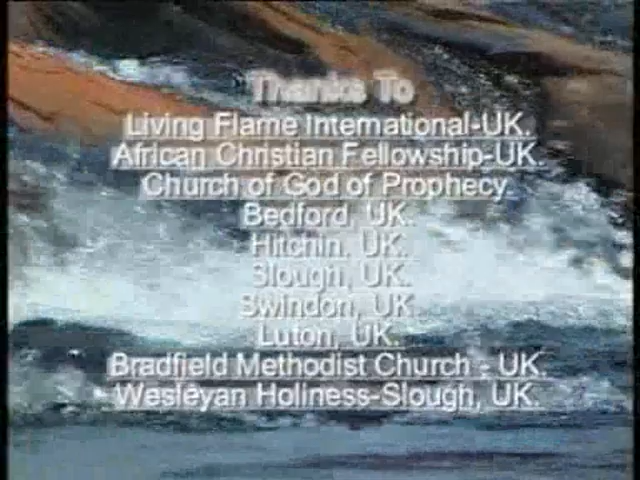 Thanks To
Living Flame International-UK.
African Christian Fellowship-UK.
Church of God of Prophecy
Bedford, UK.
Hitchin, UK.
Slough, UK.
Swindon, UK.
Luton, UK.
Bradfield Methodist Church - UK.
Wesleyan Holiness-Slough, UK.